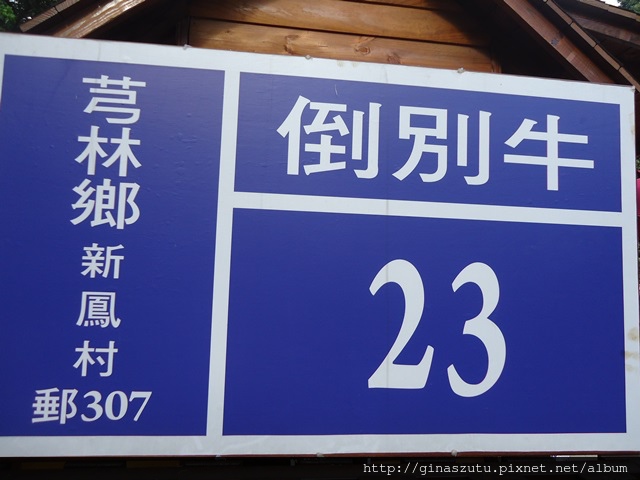 芎林鄉新鳳村
郵307
倒別牛
23
http://ginaszutu.pixnet.net/album